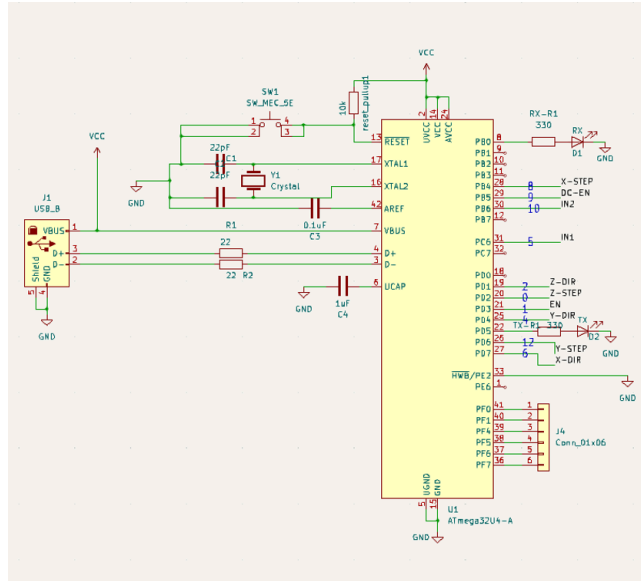 VCC
SW1
SW_MEC_5E
10k
reset_pullup1
1
2
4
3
2
14
24
UVCC
VCC
AVCC
RX-R1
330
RX
D1
GND
VCC
22pF
C1
22pF
Y1
Crystal
GND
0.1uF
C3
J1
USB_B
VBUS
1
D+
3
D-
2
Shield
GND
5
4
GND
R1
22
22 R2
GND
1uF
C4
13
RESET
17
XTAL1
16
XTAL2
42
AREF
7
VBUS
4
D+
3
D-
6
UCAP
PB0
8
PB1
9
PB2
10
PB3
11
PB4
28
8
X-STEP
PB5
29
9
DC-EN
PB6
30
10
IN2
PB7
12
PC6
31
5
IN1
PC7
32
PD0
18
PD1
19
2
Z-DIR
PD2
20
0
Z-STEP
PD3
21
1
EN
PD4
25
4
Y-DIR
PD5
22
TX-R1 330
TX
D2
GND
PD6
26
12
Y-STEP
PD7
27
6
X-DIR
HWB/PE2
33
GND
PE6
1
PF0
41
1
PF1
40
2
PF4
39
3
PF5
38
4
PF6
37
5
PF7
36
6
J4
Conn_01x06
UGND
GND
5
15
U1
ATmega32U4-A
GND